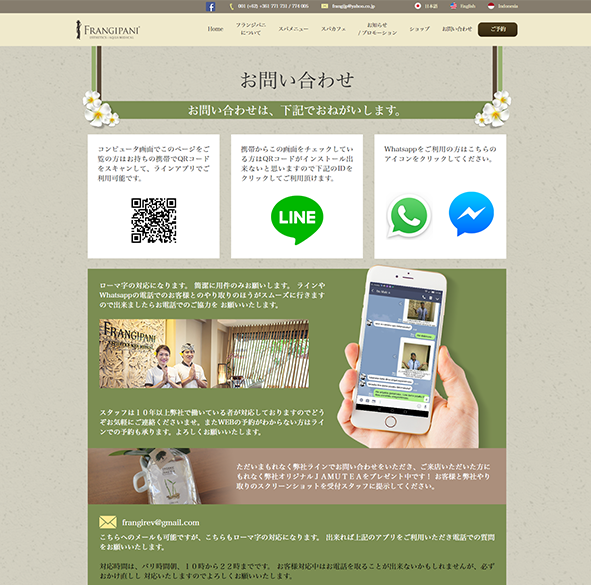 001 (+62) +361 771 731 / 774 005 frangijp@yahoo.co.jp 日本語 English Indonesia
FRANGIPANI
Home フランジパニについて スパメニュー スパカフェ お知らせ/プロモーション ショップ お問い合わせ ご予約
お問い合わせ
お問い合わせは、下記でおねがいします。
コンピュータ画面でこのページをご
覧の方はお持ちの携帯でQRコード
をスキャンして、ラインアプリでご
利用可能です。
携帯からこの画面をチェックしてい
る方はQRコードがインストール出
来ないと思いますので下記のIDを
クリックしてご利用頂けます。
LINE
Whatsappをご利用の方はこちらの
アイコンをクリックしてください。
ローマ字の対応になります。 簡潔に用件のみお願いします。 ラインや
Whatsappの電話でのお客様とのやり取りのほうがスムーズに行きま
すので出来ましたらお電話でのご協力を お願いいたします。
FRANGIPANI
スタッフは１０年以上弊社で働いている者が対応しておりますのでどう
ぞお気軽にご連絡くださいませ。またWEBの予約がわからない方はライ
ンでの予約も承ります。よろしくお願いいたします。
ただいまもれなく弊社ラインでお問い合わせをいただき、ご来店いただいた方に
もれなく弊社オリジナルＪＡＭＵＴＥＡをプレゼント中です！ お客様と弊社やり
取りのスクリーンショットを受付スタッフに提示してください。
frangirev@gmail.com
こちらへのメールも可能ですが、こちらもローマ字の対応になります。 出来れば上記のアプリをご利用いただき電話での質問
をお願いいたします。
対応時間は、バリ時間朝、１０時から２２時までです。 お客様対応中はお電話を取ることが出来ないかもしれませんが、必ず
おかけ直しし 対応いたしますのでよろしくお願いいたします。